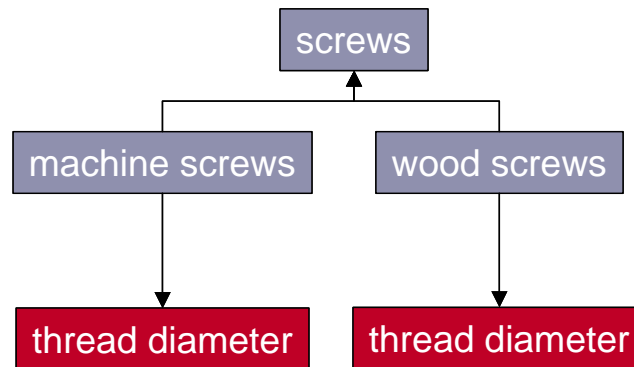 screws
machine screws
wood screws
thread diameter
thread diameter